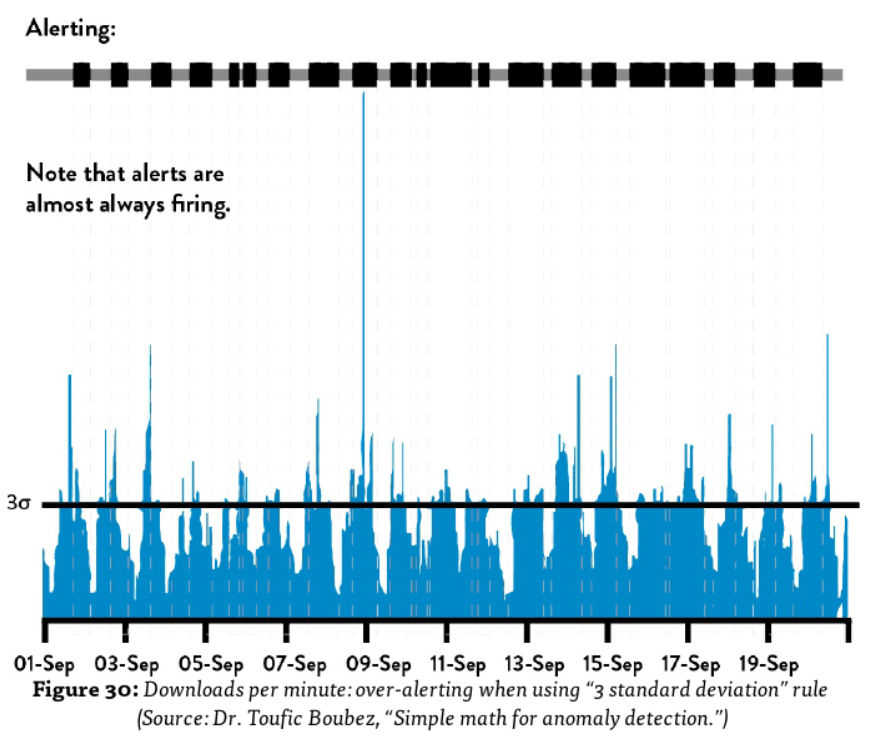 Alerting:
Note that alerts are
almost always firing.
3σ
01-Sep 03-Sep 05-Sep 07-Sep 09-Sep 11-Sep 13-Sep 15-Sep 17-Sep 19-Sep
Figure 30: Downloads per minute: over-alerting when using “3 standard deviation” rule
(Source: Dr. Toufic Boubez, “Simple math for anomaly detection.”)